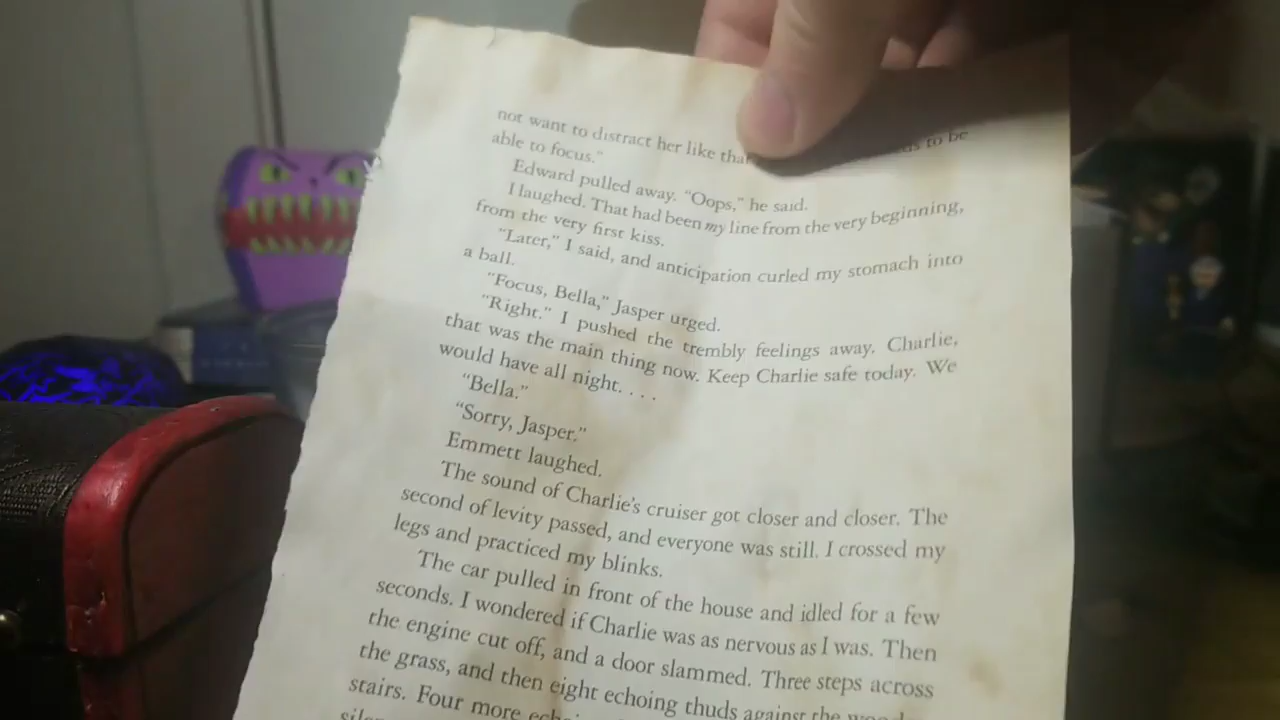 not want to distract her like tha
to be
able to focus."
Edward pulled away. "Oops," he said.
I laughed. That had been my line from the very beginning,
from the very first kiss.
"Later," I said, and anticipation curled my stomach into
a ball.
"Focus, Bella," Jasper urged.
"Right." I pushed the trembly feelings away. Charlie,
that was the main thing now. Keep Charlie safe today. We
would have all night. . . .
"Bella."
"Sorry, Jasper."
Emmett laughed.
The sound of Charlie's cruiser got closer and closer. The
second of levity passed, and everyone was still. I crossed my
legs and practiced my blinks.
The car pulled in front of the house and idled for a few
seconds. I wondered if Charlie was as nervous as I was. Then
the engine cut off, and a door slammed. Three steps across
the grass, and then eight echoing thuds against the
stairs. Four more